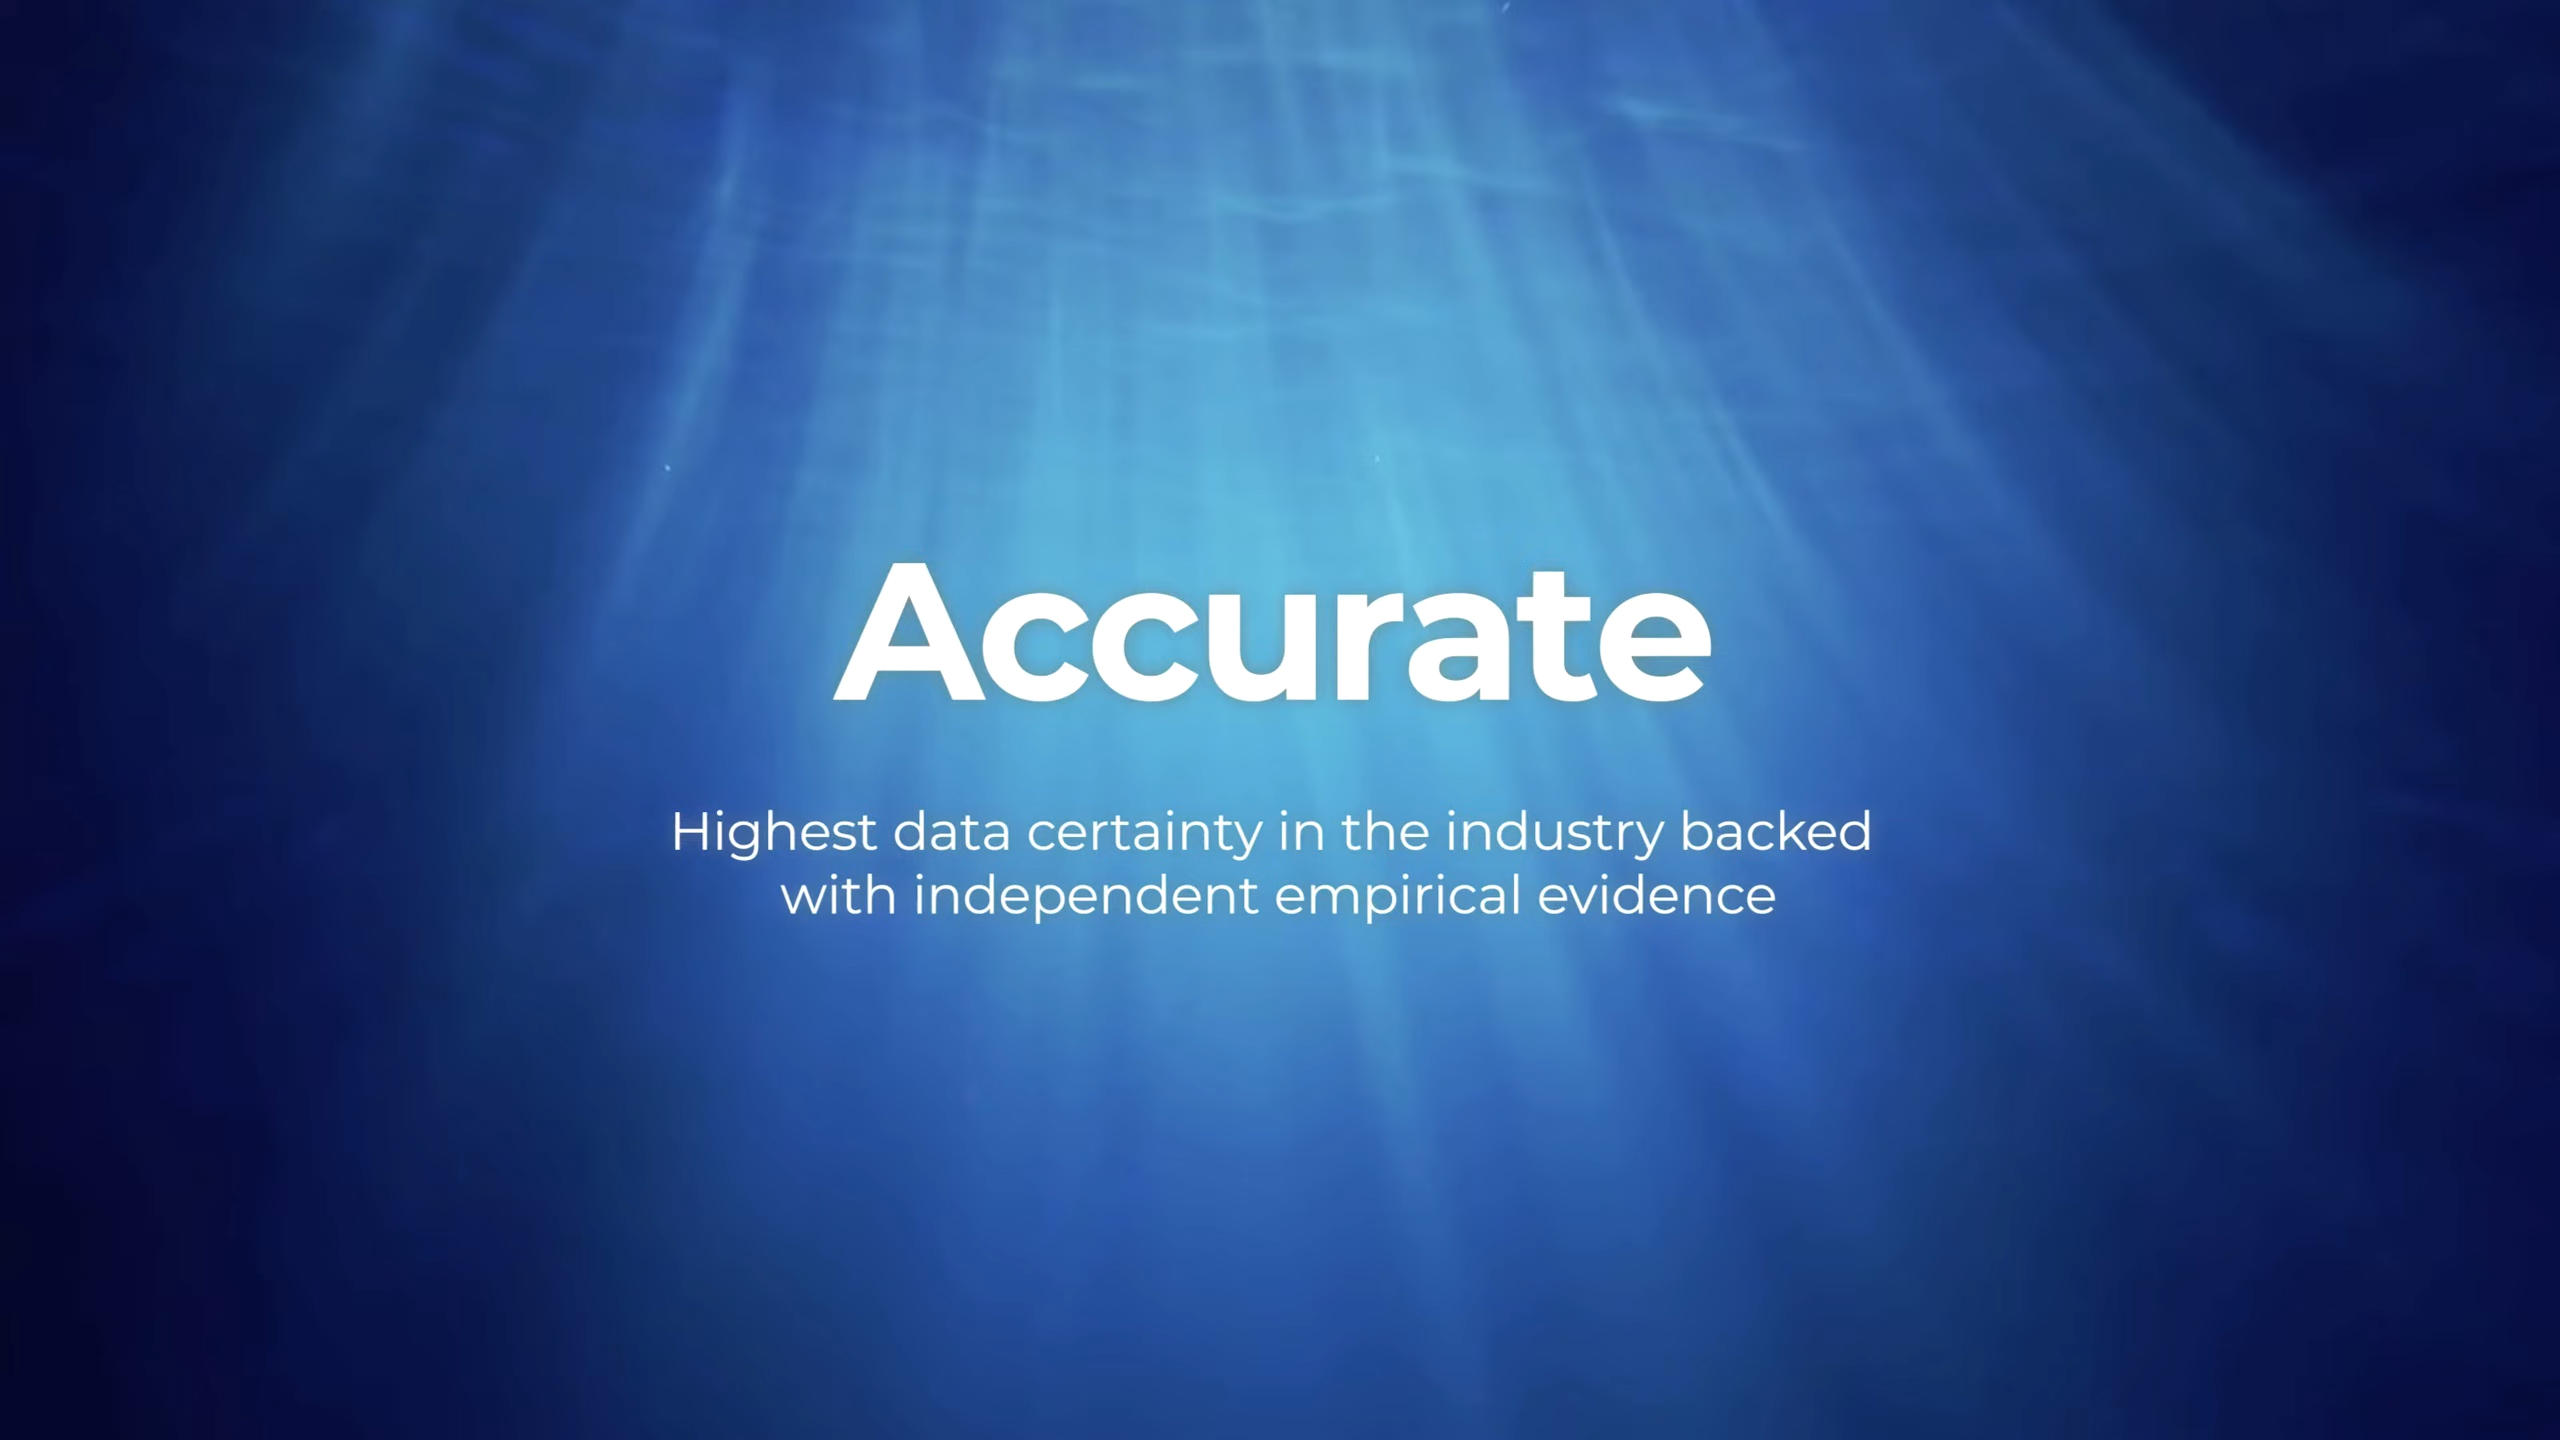 Accurate
Highest data certainty in the industry backed
with independent empirical evidence